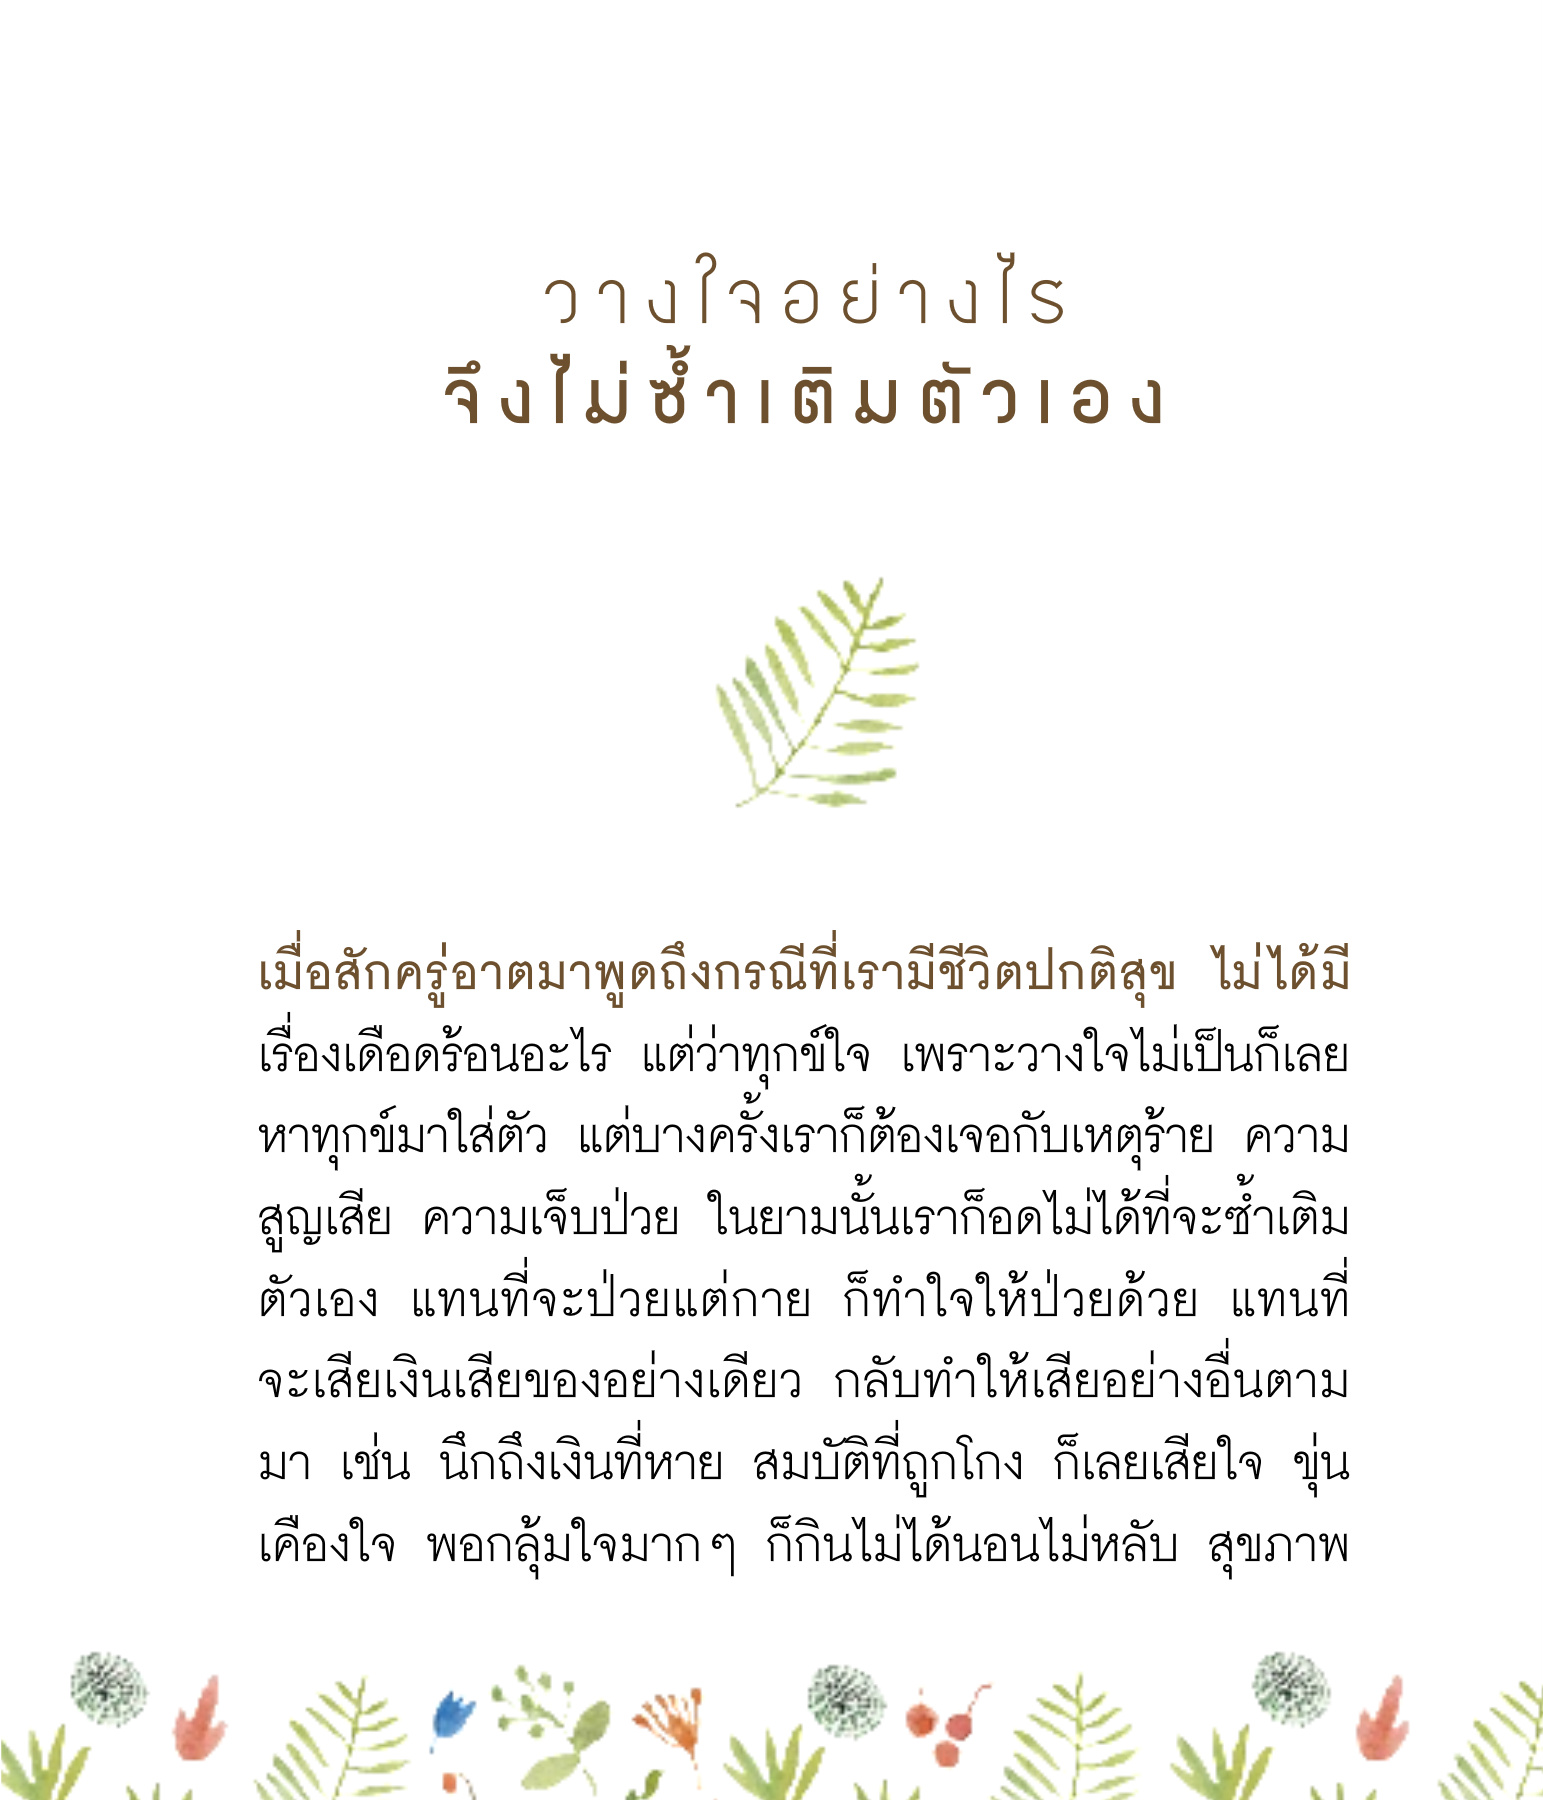 วางใจอย่างไร
จึงไม่ซ้ำเติมตัวเอง
เมื่อสักครู่อาตมาพูดถึงกรณีที่เรามีชีวิตปกติสุข ไม่ได้มี
เรื่องเดือดร้อนอะไร แต่ว่าทุกข์ใจ เพราะวางใจไม่เป็นก็เลย
หาทุกข์มาใส่ตัว แต่บางครั้งเราก็ต้องเจอกับเหตุร้าย ความ
สูญเสีย ความเจ็บป่วย ในยามนั้นเราก็อดไม่ได้ที่จะซ้ำเติม
ตัวเอง แทนที่จะป่วยแต่กาย ก็ทำใจให้ป่วยด้วย แทนที่
จะเสียเงินเสียของอย่างเดียว กลับทำให้เสียอย่างอื่นตาม
มา เช่น นึกถึงเงินที่หาย สมบัติที่ถูกโกง ก็เลยเสียใจ ขุ่น
เคืองใจ พอกลุ้มใจมากๆ ก็กินไม่ได้นอนไม่หลับ สุขภาพ